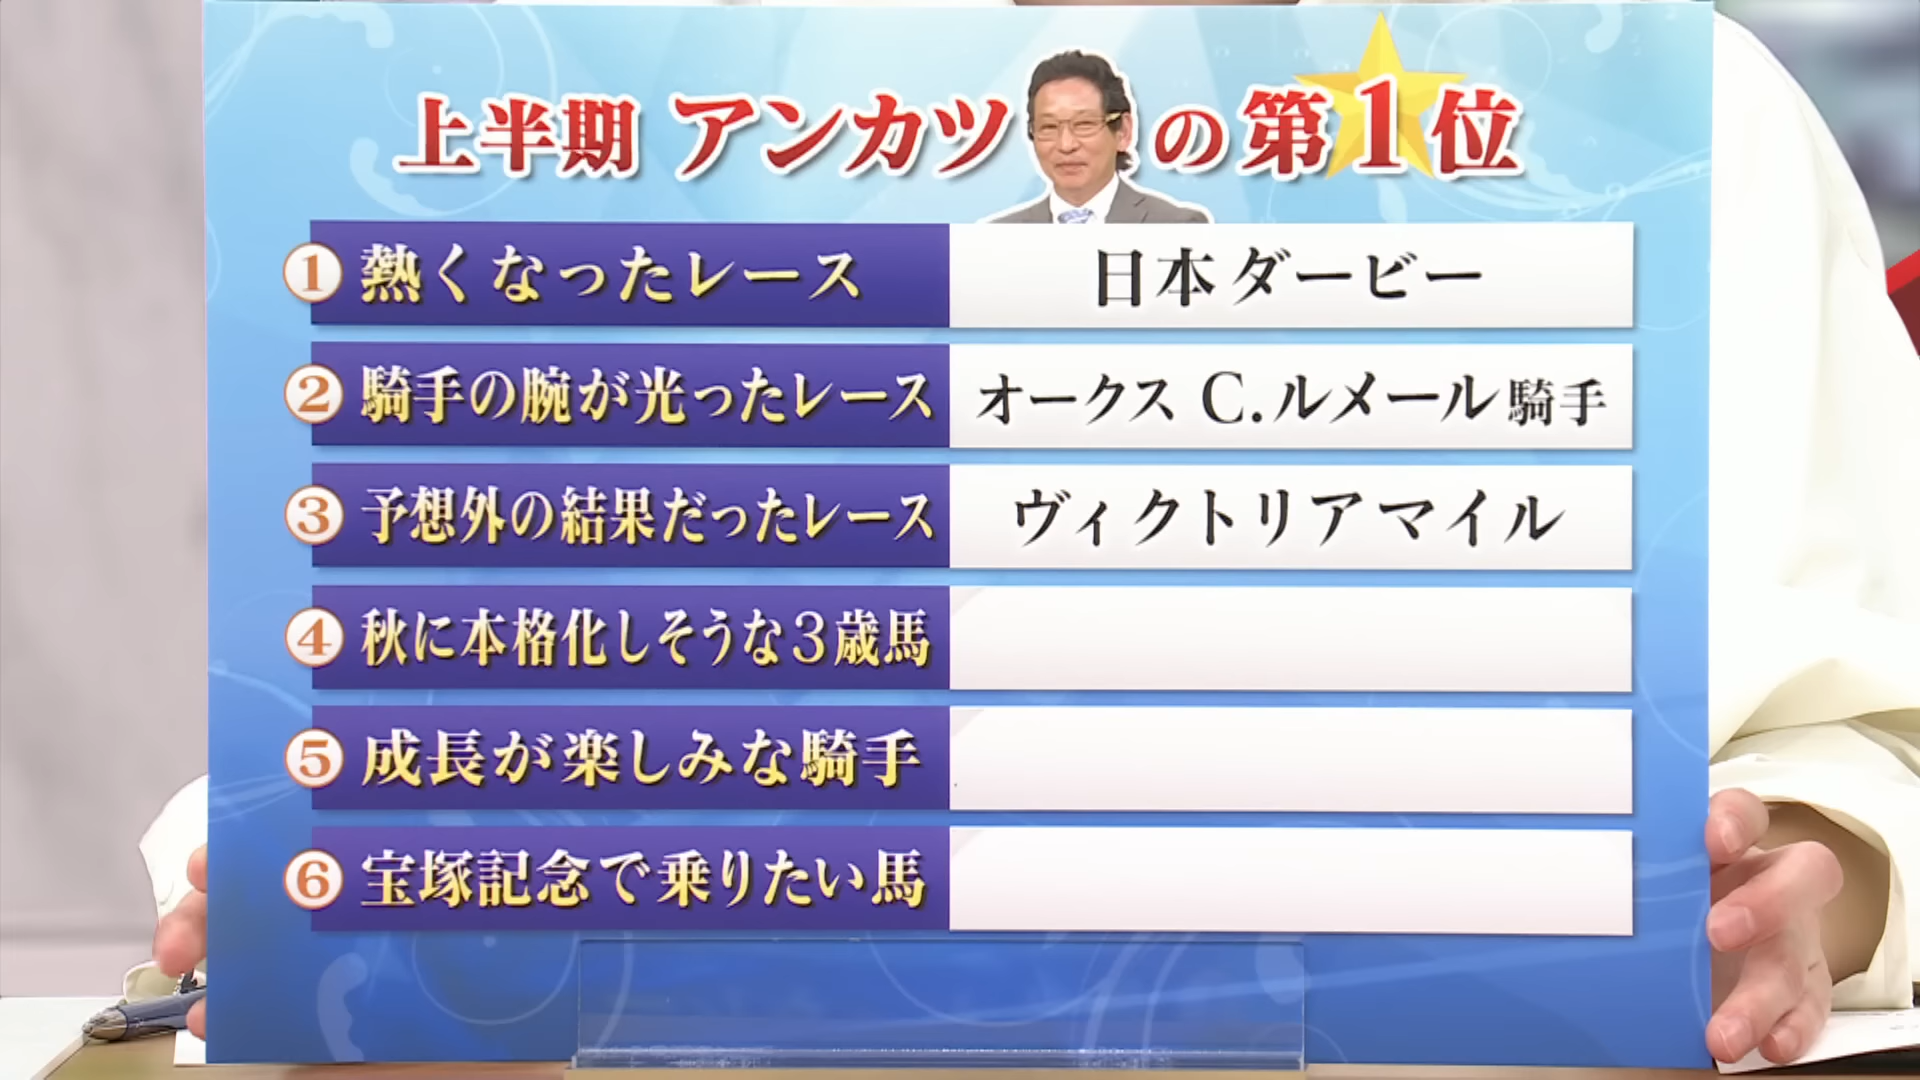 上半期 アンカツの第1位
① 熱くなったレース 日本ダービー
② 騎手の腕が光ったレース オークス C.ルメール騎手
③ 予想外の結果だったレース ヴィクトリアマイル
④ 秋に本格化しそうな3歳馬
⑤ 成長が楽しみな騎手
⑥ 宝塚記念で乗りたい馬